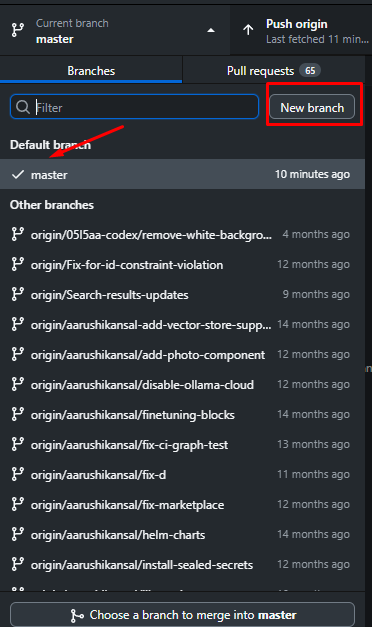 Current branch
master
Push origin
Last fetched 11 min...
Branches
Pull requests 65
Filter
New branch
Default branch
master 10 minutes ago
Other branches
origin/05l5aa-codex/remove-white-backgro... 4 months ago
origin/Fix-for-id-constraint-violation 12 months ago
origin/Search-results-updates 9 months ago
origin/aarushikansal-add-vector-store-supp... 14 months ago
origin/aarushikansal/add-photo-component 12 months ago
origin/aarushikansal/disable-ollama-cloud 12 months ago
origin/aarushikansal/finetuning-blocks 14 months ago
origin/aarushikansal/fix-ci-graph-test 13 months ago
origin/aarushikansal/fix-d 11 months ago
origin/aarushikansal/fix-marketplace 12 months ago
origin/aarushikansal/helm-charts 14 months ago
origin/aarushikansal/install-sealed-secrets 12 months ago
Choose a branch to merge into master